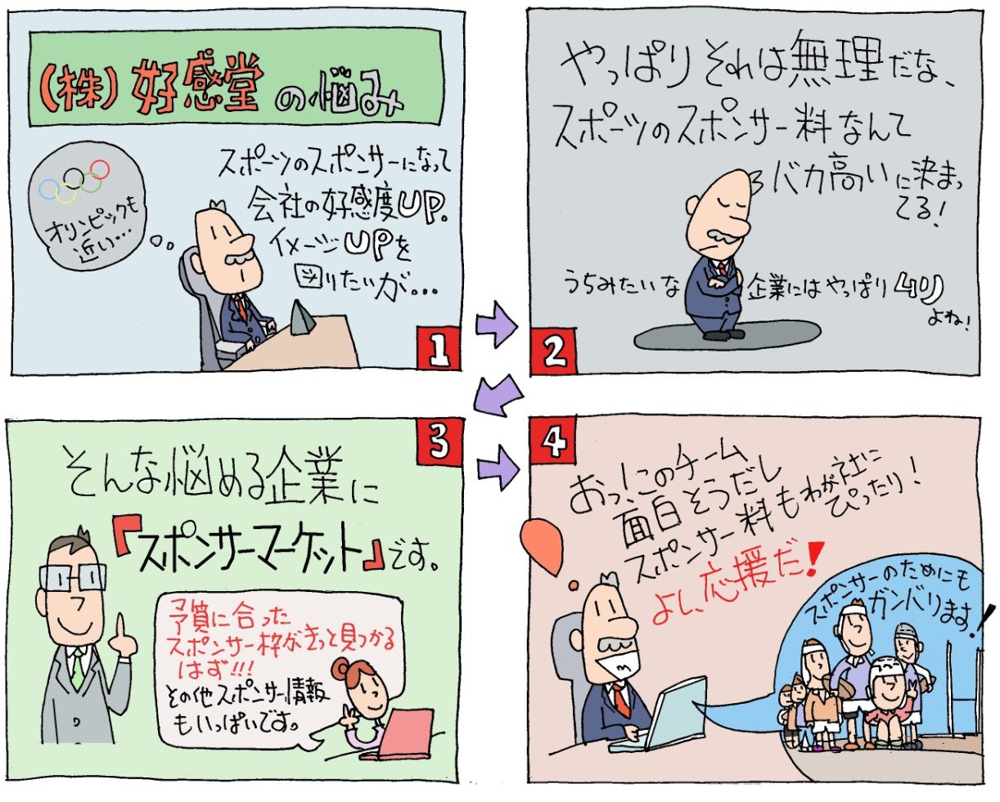 (株)好感堂の悩み
スポーツのスポンサーになって
会社の好感度UP.
イメージUPを
図りたいが…
オリンピックも
近い…
1
やっぱりそれは無理だな、
スポーツのスポンサー料なんて
バカ高いに決まっ
てる!
うちみたいな企業にはやっぱりムリ
よね!
2
3
そんな悩める企業に
『スポンサーマーケット』です。
予算に合った
スポンサー枠がきっと見つかる
はず!!!
その他スポンサー情報
もいっぱいです。
4
おっ、このチーム
面白そうだし
スポンサー料もわが社に
ぴったり!
よし、応援だ!
スポンサーのためにも
ガンバります!